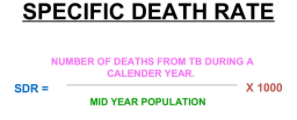 SPECIFIC DEATH RATE
NUMBER OF DEATHS FROM TB DURING A
CALENDER YEAR.
SDR =
X 1000
MID YEAR POPULATION